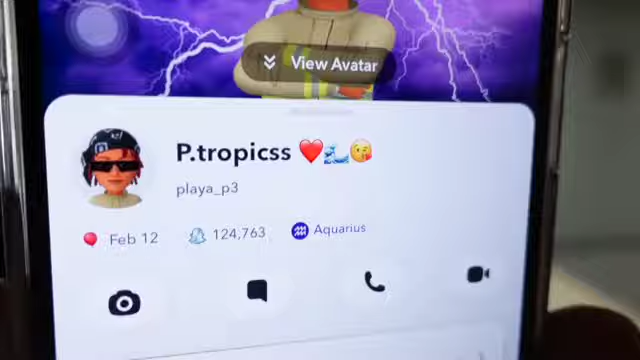 View Avatar
P.tropicss ❤️🌊😘
playa_p3
Feb 12 124,763 Aquarius